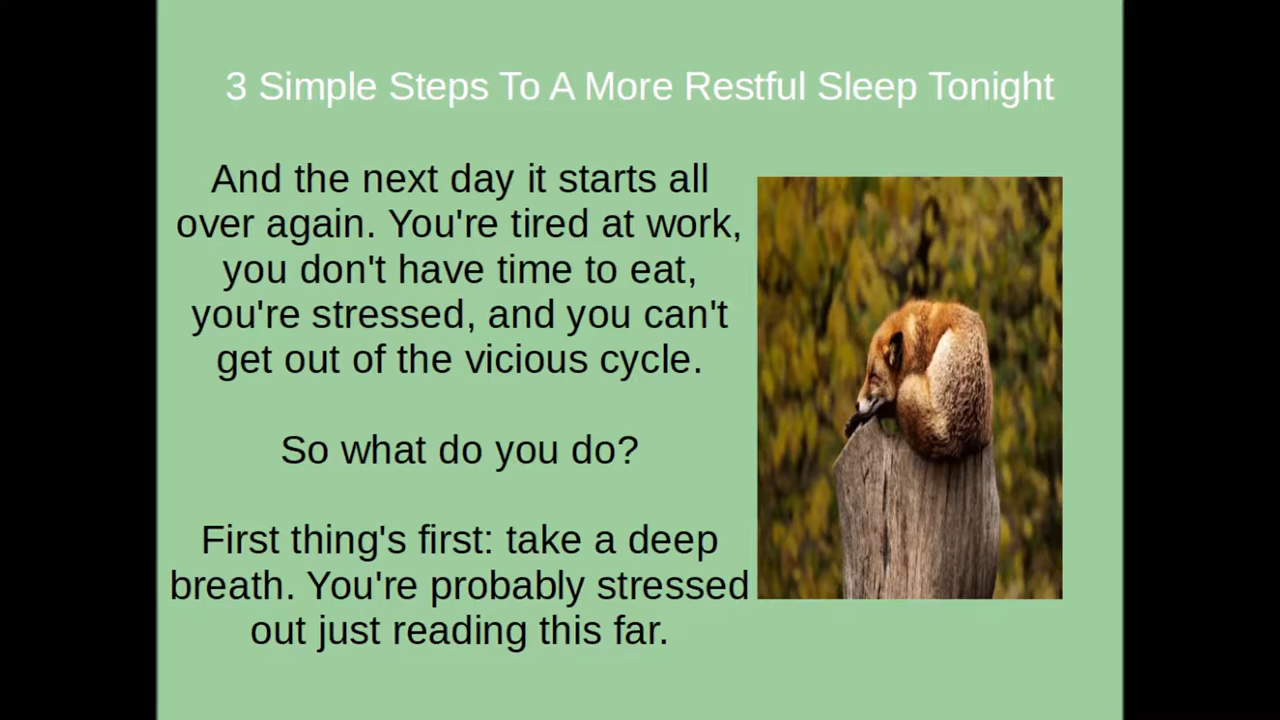 3 Simple Steps To A More Restful Sleep Tonight
And the next day it starts all
over again. You're tired at work,
you don't have time to eat,
you're stressed, and you can't
get out of the vicious cycle.
So what do you do?
First thing's first: take a deep
breath. You're probably stressed
out just reading this far.